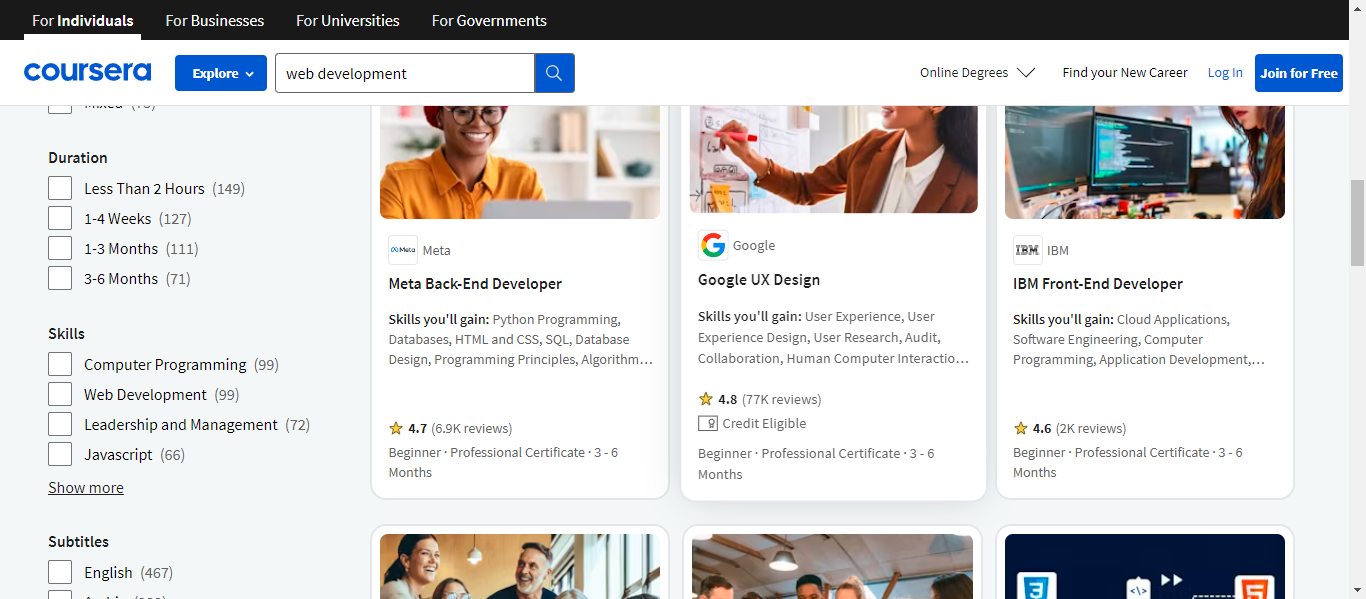 For Individuals
For Businesses
For Universities
For Governments
coursera
Explore
web development
Online Degrees
Find your New Career
Log In
Join for Free
Duration
Less Than 2 Hours (149)
1-4 Weeks (127)
1-3 Months (111)
3-6 Months (71)
Skills
Computer Programming (99)
Web Development (99)
Leadership and Management (72)
Javascript (66)
Show more
Subtitles
English (467)
Meta
Meta
Meta Back-End Developer
Skills you'll gain: Python Programming,
Databases, HTML and CSS, SQL, Database
Design, Programming Principles, Algorithm…
4.7 (6.9K reviews)
Beginner · Professional Certificate · 3 - 6
Months
Google
Google UX Design
Skills you'll gain: User Experience, User
Experience Design, User Research, Audit,
Collaboration, Human Computer Interactio…
4.8 (77K reviews)
Credit Eligible
Beginner · Professional Certificate · 3 - 6
Months
IBM
IBM
IBM Front-End Developer
Skills you'll gain: Cloud Applications,
Software Engineering, Computer
Programming, Application Development,…
4.6 (2K reviews)
Beginner · Professional Certificate · 3 - 6
Months